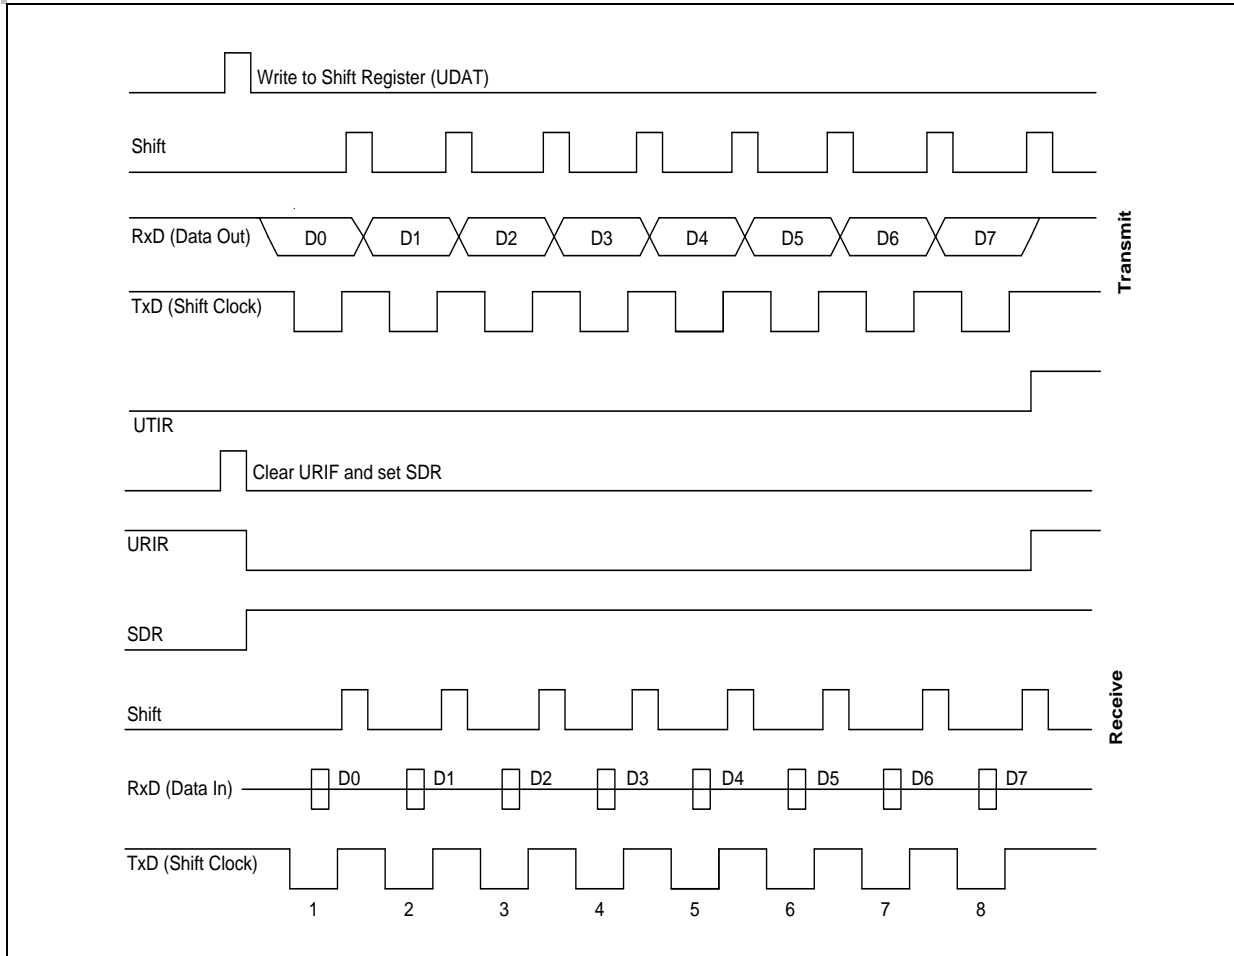 Write to Shift Register (UDAT)
Shift
RxD (Data Out)
D0 D1 D2 D3 D4 D5 D6 D7
TxD (Shift Clock)
UTIR
Transmit
Clear URIF and set SDR
URIR
SDR
Shift
RxD (Data In)
D0 D1 D2 D3 D4 D5 D6 D7
TxD (Shift Clock)
1 2 3 4 5 6 7 8
Receive